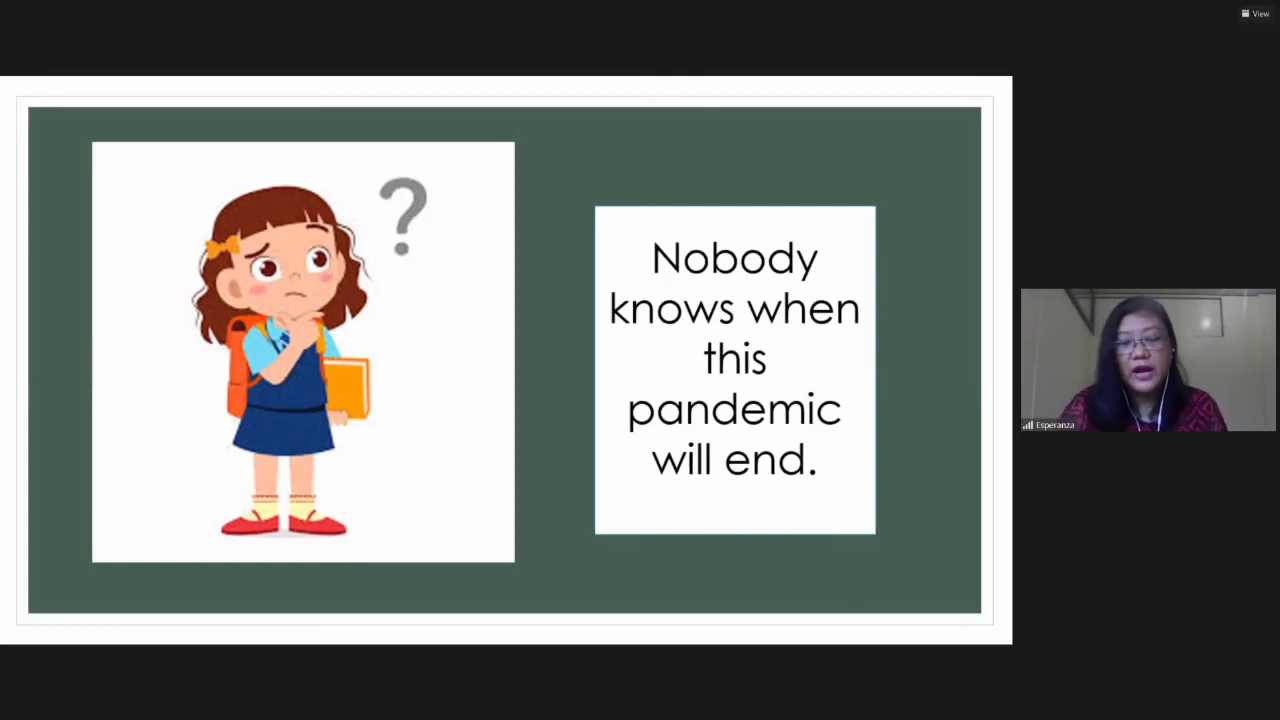 View
?
Nobody
knows when
this
pandemic
will end.
Esperanza